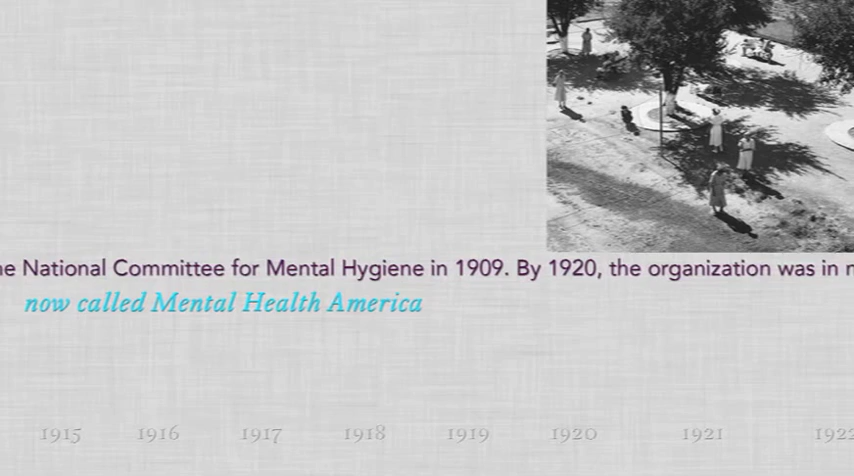 National Committee for Mental Hygiene in 1909. By 1920, the organization was in
now called Mental Health America
1915 1916 1917 1918 1919 1920 1921 1922